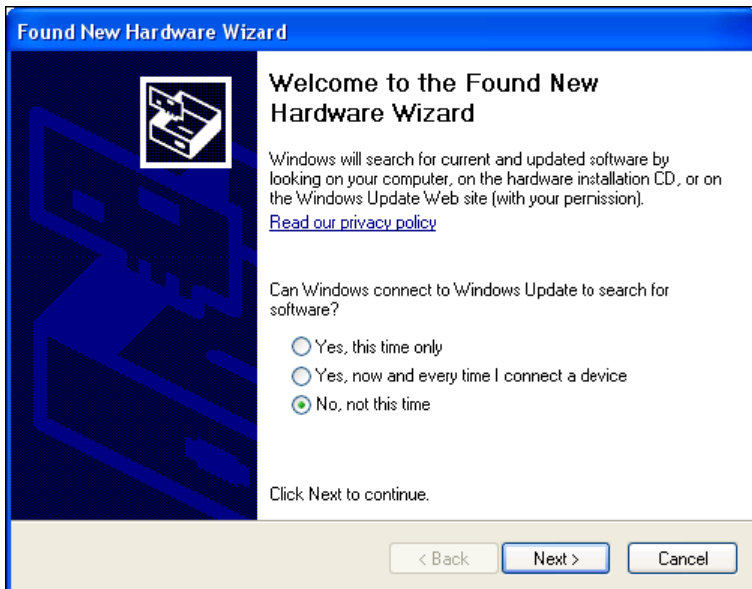 Found New Hardware Wizard
Welcome to the Found New
Hardware Wizard
Windows will search for current and updated software by
looking on your computer, on the hardware installation CD, or on
the Windows Update Web site (with your permission).
Read our privacy policy
Can Windows connect to Windows Update to search for
software?
Yes, this time only
Yes, now and every time I connect a device
No, not this time
Click Next to continue.
< Back
Next >
Cancel